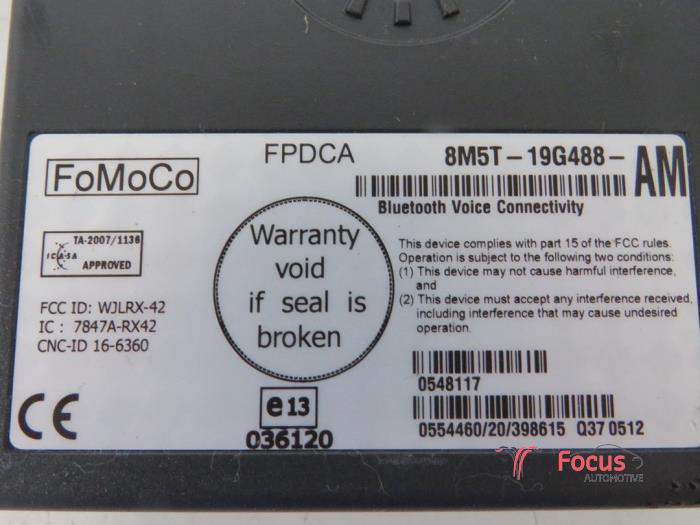 FPDCA
8M5T-19G488-AM
FoMoCo
Bluetooth Voice Connectivity
TA-2007/1136
ICASA
APPROVED
Warranty
void
if seal is
broken
This device complies with part 15 of the FCC rules.
Operation is subject to the following two conditions:
(1) This device may not cause harmful interference,
and
(2) This device must accept any interference received,
including interference that may cause undesired
operation.
FCC ID: WJLRX-42
IC : 7847A-RX42
CNC-ID 16-6360
0548117
CE
e13
036120
0554460/20/398615 Q37 0512
Focus
AUTOMOTIVE